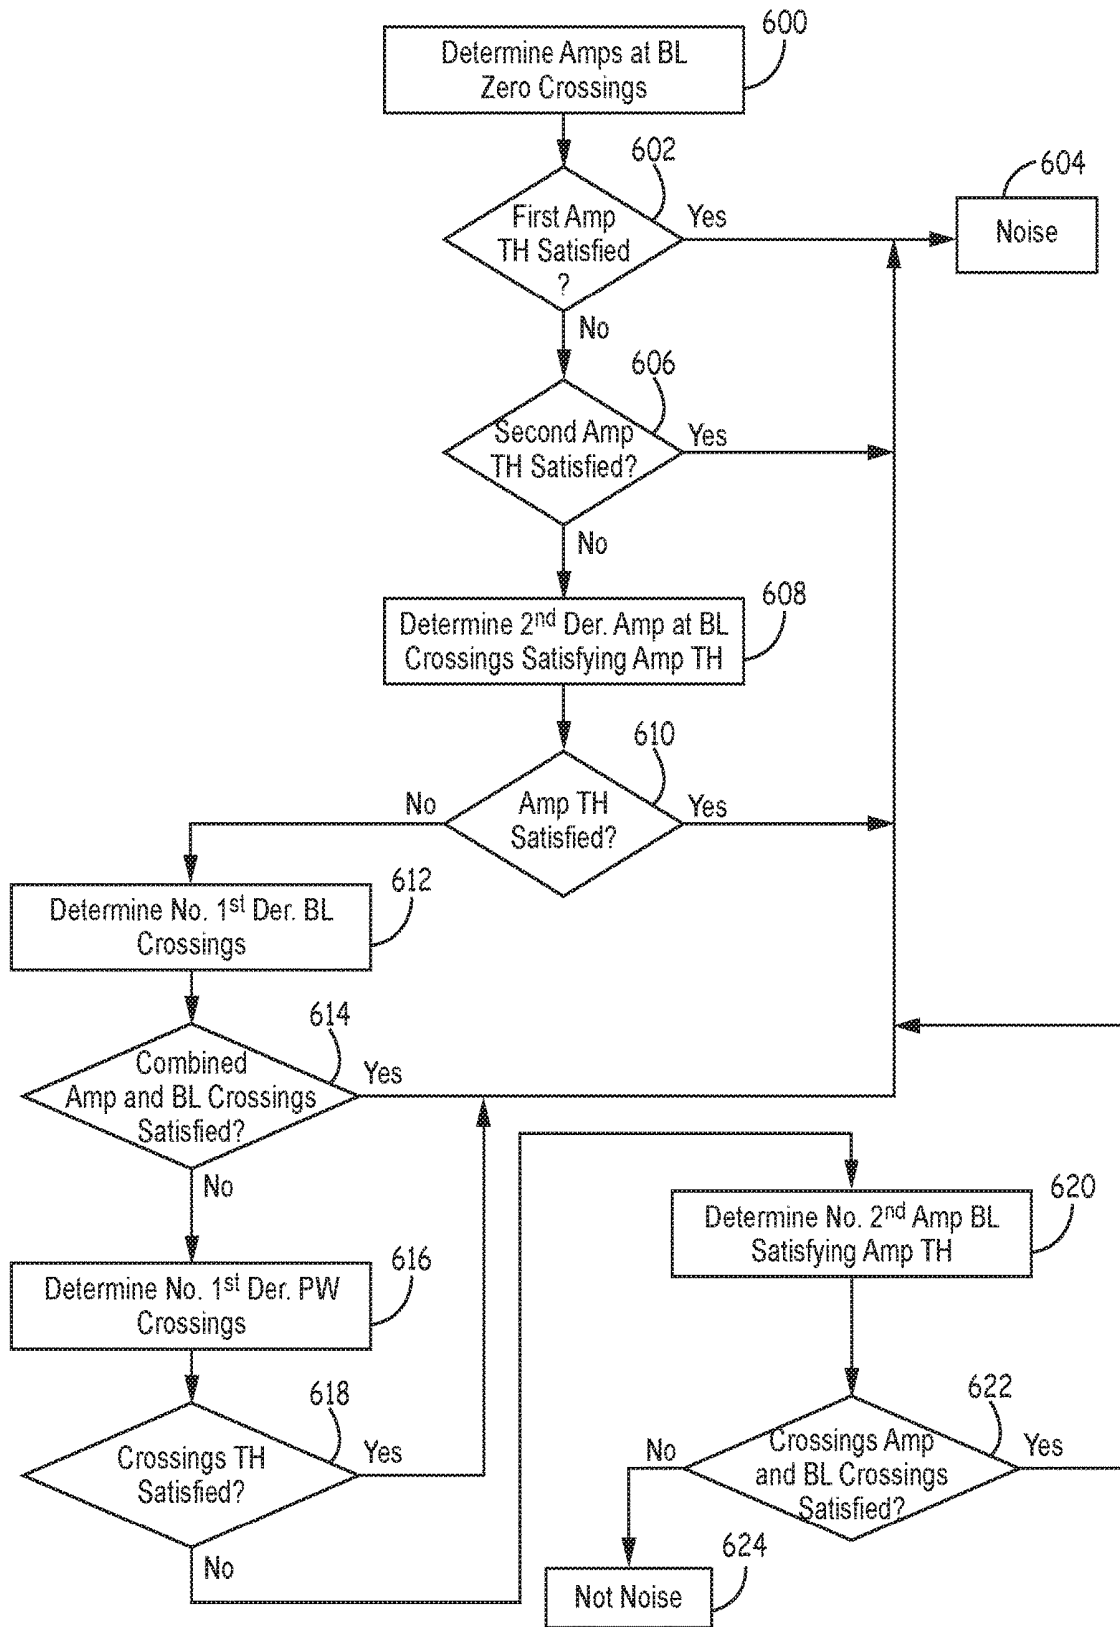 600
Determine Amps at BL
Zero Crossings
602
604
First Amp
TH Satisfied
?
Yes
Noise
No
606
Second Amp
TH Satisfied?
Yes
No
608
Determine 2nd Der. Amp at BL
Crossings Satisfying Amp TH
610
No
Amp TH
Satisfied?
Yes
612
Determine No. 1st Der. BL
Crossings
614
Combined
Amp and BL Crossings
Satisfied?
Yes
No
616
Determine No. 1st Der. PW
Crossings
618
Crossings TH
Satisfied?
Yes
No
620
Determine No. 2nd Amp BL
Satisfying Amp TH
622
No
Crossings Amp
and BL Crossings
Satisfied?
Yes
624
Not Noise